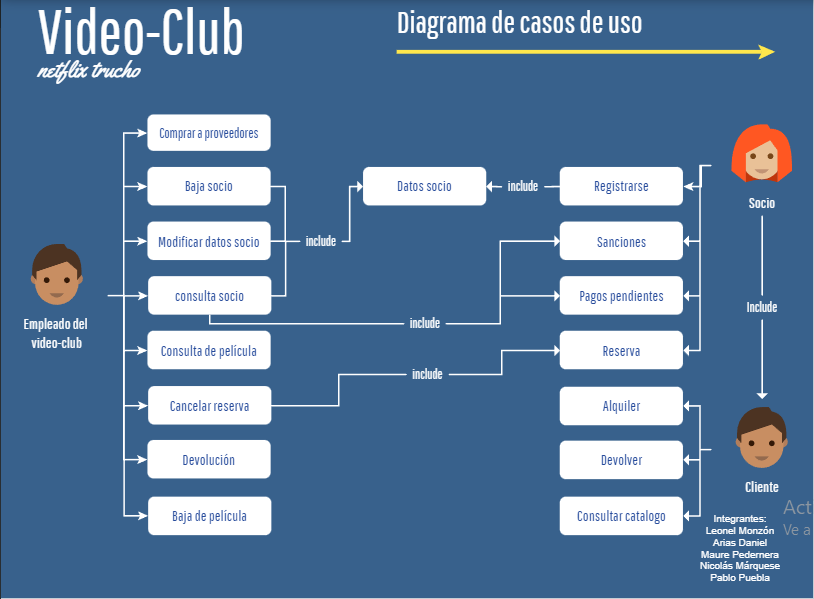 Video-Club
netflix trucho
Diagrama de casos de uso
Comprar a proveedores
Baja socio
Datos socio
include
Registrarse
Socio
Modificar datos socio
include
Sanciones
consulta socio
Pagos pendientes
Include
Empleado del
video-club
include
Consulta de película
Reserva
include
Cancelar reserva
Alquiler
Devolución
Devolver
Cliente
Baja de película
Consultar catalogo
Act
Ve a
Integrantes:
Leonel Monzón
Arias Daniel
Maure Pedernera
Nicolás Márquese
Pablo Puebla